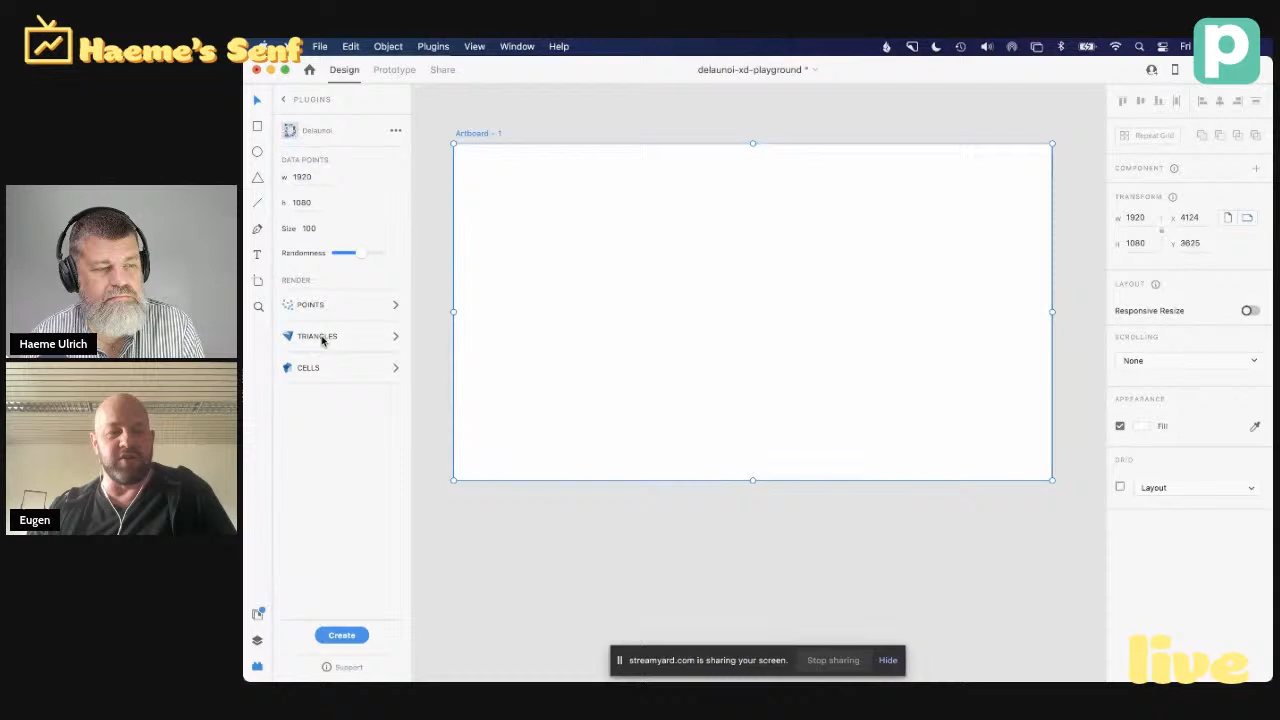 Haeme's Senf
File Edit Object Plugins View Window Help
Fri
p
Design Prototype Share
delaunoi-xd-playground *
PLUGINS
Delaunoi
DATA POINTS
w 1920
h 1080
Size 100
Randomness
RENDER
POINTS
TRIANGLES
CELLS
Create
Support
Artboard – 1
Repeat Grid
COMPONENT
TRANSFORM
W 1920 X 4124
H 1080 Y 3625
LAYOUT
Responsive Resize
SCROLLING
None
APPEARANCE
Fill
GRID
Layout
Haeme Ulrich
Eugen
streamyard.com is sharing your screen. Stop sharing Hide
live